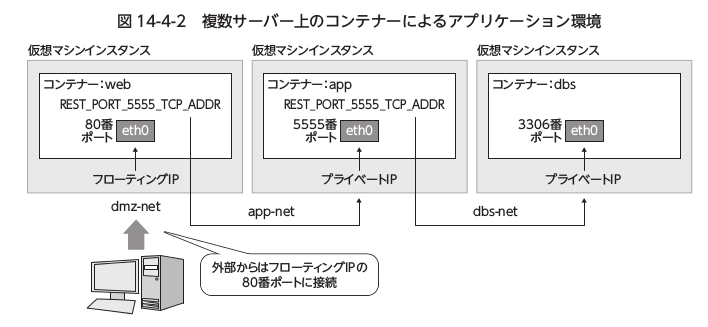 図 14-4-2 複数サーバー上のコンテナーによるアプリケーション環境
仮想マシンインスタンス
コンテナー：web
REST_PORT_5555_TCP_ADDR
80番
ポート
eth0
フローティングIP
仮想マシンインスタンス
コンテナー：app
REST_PORT_5555_TCP_ADDR
5555番
ポート
eth0
プライベートIP
仮想マシンインスタンス
コンテナー：dbs
3306番
ポート
eth0
プライベートIP
dmz-net
app-net
dbs-net
外部からはフローティングIPの
80番ポートに接続